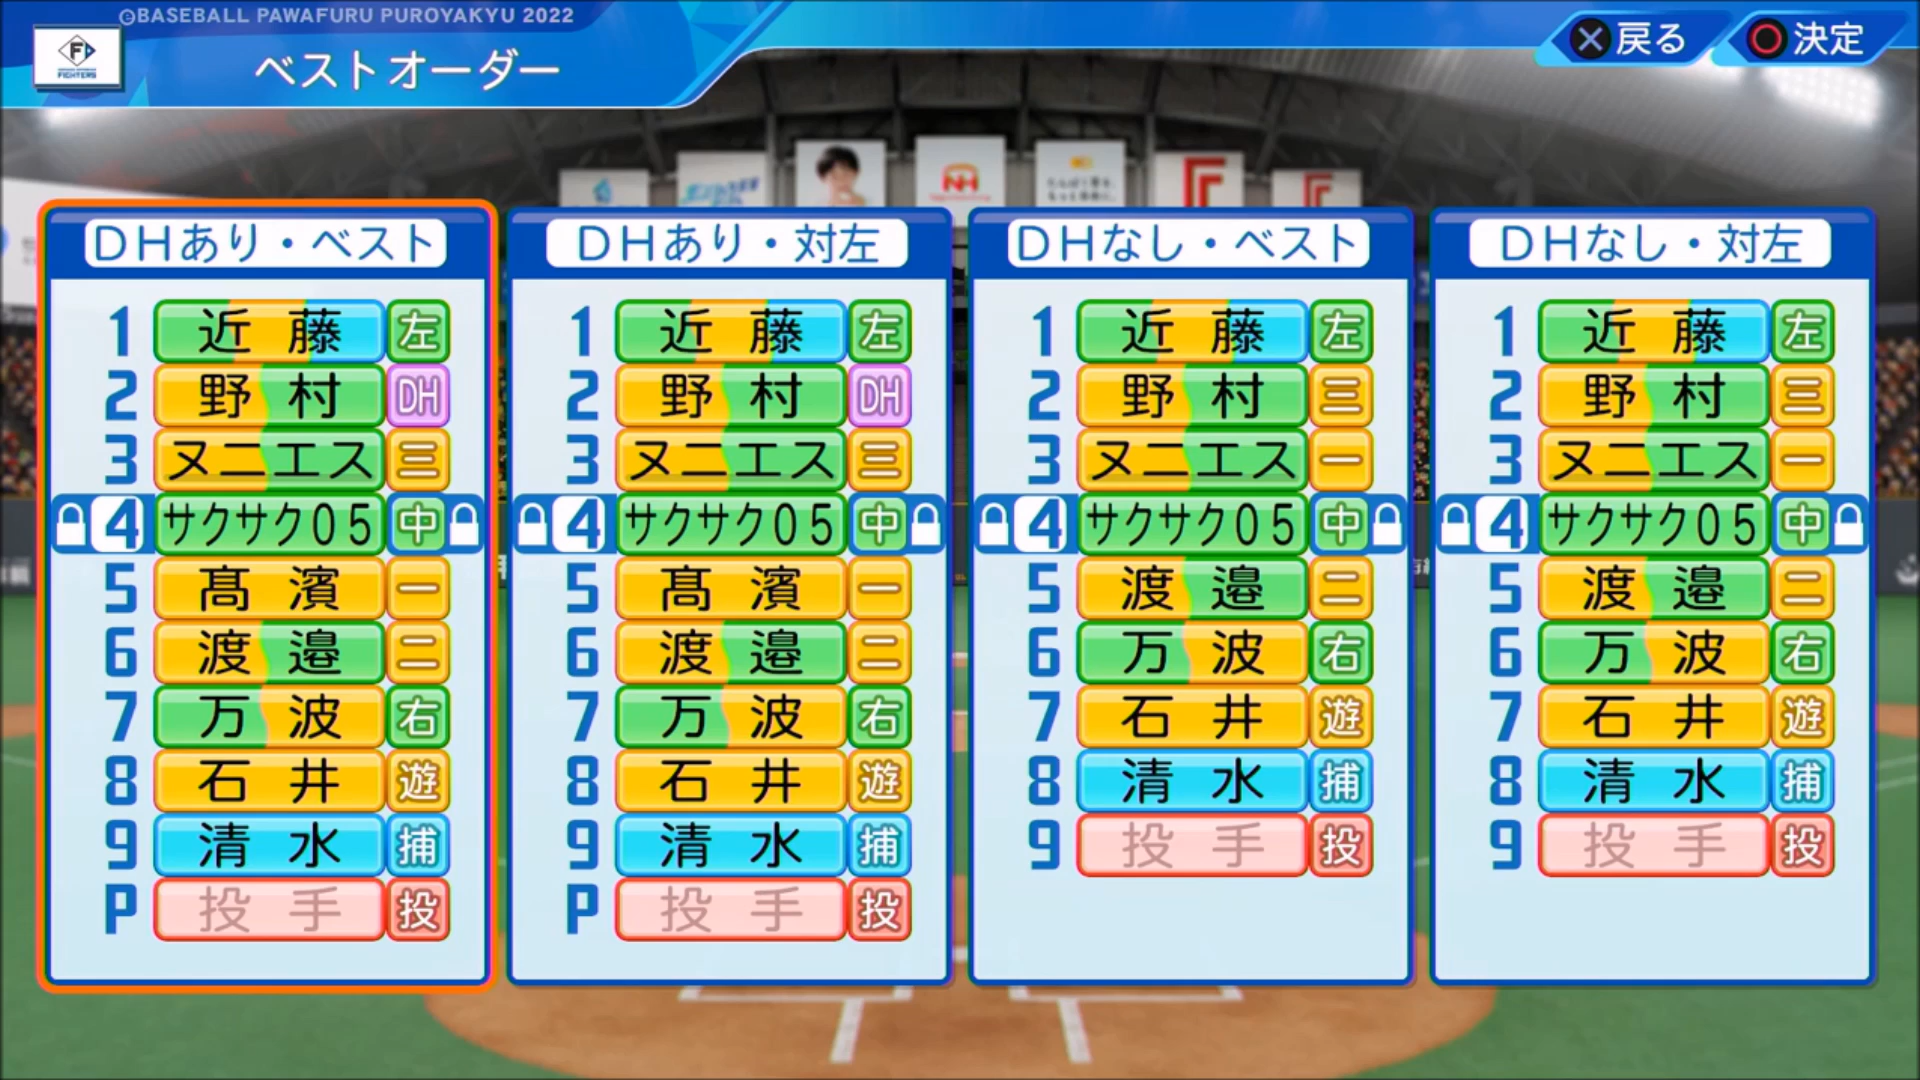 eBASEBALL PAWAFURU PUROYAKYU 2022
FIGHTERS
ベストオーダー
戻る 決定
NH
DHあり・ベスト
1 近藤 左
2 野村 DH
3 ヌニエス 三
4 サクサク05 中
5 髙濱 一
6 渡邉 二
7 万波 右
8 石井 遊
9 清水 捕
P 投手 投
DHあり・対左
1 近藤 左
2 野村 DH
3 ヌニエス 三
4 サクサク05 中
5 髙濱 一
6 渡邉 二
7 万波 右
8 石井 遊
9 清水 捕
P 投手 投
DHなし・ベスト
1 近藤 左
2 野村 三
3 ヌニエス 一
4 サクサク05 中
5 渡邉 二
6 万波 右
7 石井 遊
8 清水 捕
9 投手 投
DHなし・対左
1 近藤 左
2 野村 三
3 ヌニエス 一
4 サクサク05 中
5 渡邉 二
6 万波 右
7 石井 遊
8 清水 捕
9 投手 投